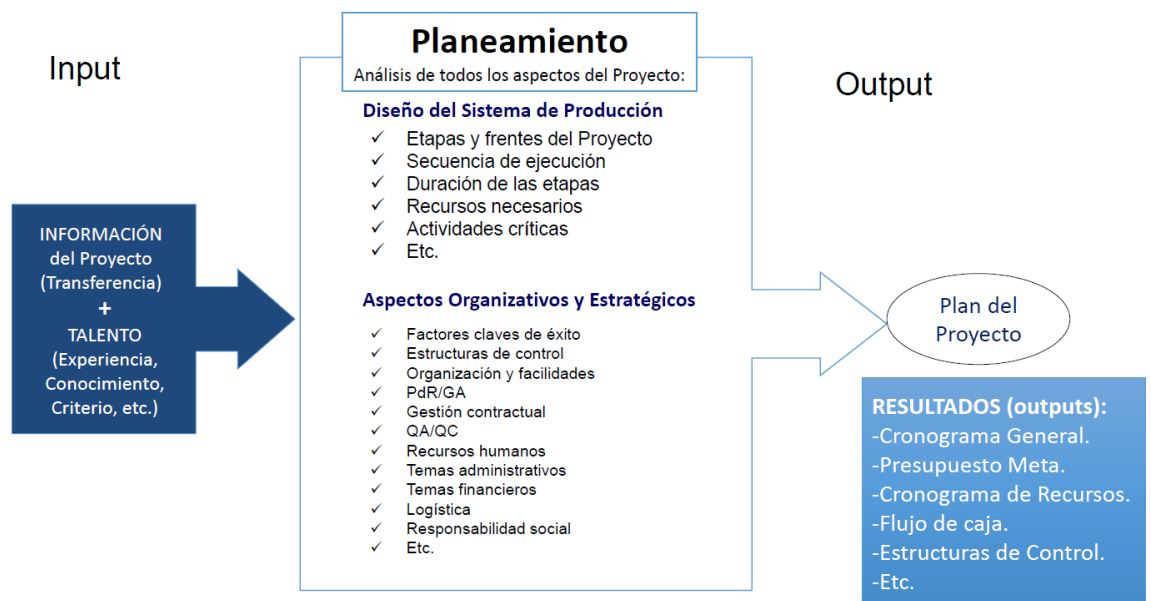 Input
INFORMACIÓN
del Proyecto
(Transferencia)
+
TALENTO
(Experiencia,
Conocimiento,
Criterio, etc.)
Planeamiento
Análisis de todos los aspectos del Proyecto:
Diseño del Sistema de Producción
✓ Etapas y frentes del Proyecto
✓ Secuencia de ejecución
✓ Duración de las etapas
✓ Recursos necesarios
✓ Actividades críticas
✓ Etc.
Aspectos Organizativos y Estratégicos
✓ Factores claves de éxito
✓ Estructuras de control
✓ Organización y facilidades
✓ PdR/GA
✓ Gestión contractual
✓ QA/QC
✓ Recursos humanos
✓ Temas administrativos
✓ Temas financieros
✓ Logística
✓ Responsabilidad social
✓ Etc.
Output
Plan del
Proyecto
RESULTADOS (outputs):
-Cronograma General.
-Presupuesto Meta.
-Cronograma de Recursos.
-Flujo de caja.
-Estructuras de Control.
-Etc.